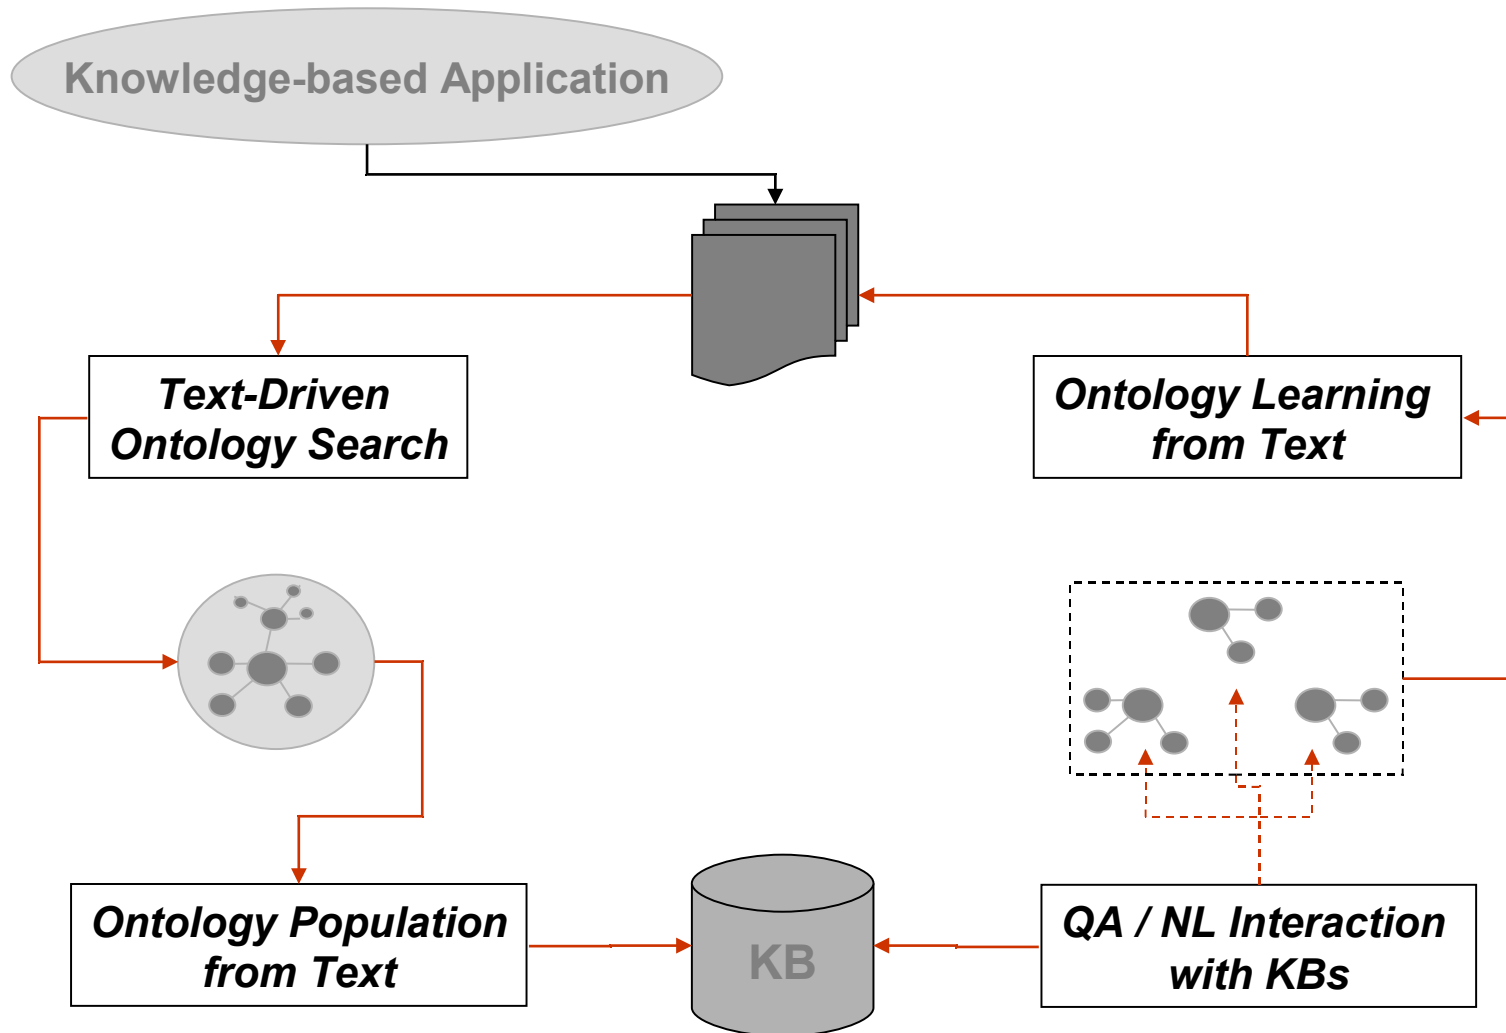 Knowledge-based Application
Text-Driven
Ontology Search
Ontology Learning
from Text
Ontology Population
from Text
KB
QA / NL Interaction
with KBs